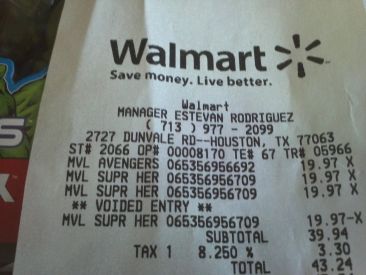 Walmart
Save money. Live better.
Walmart
MANAGER ESTEVAN RODRIGUEZ
( 713 ) 977 - 2099
2727 DUNVALE RD--HOUSTON, TX 77063
ST# 2066 OP# 00008170 TE# 67 TR# 05966
MVL AVENGERS 065356956692 19.97 X
MVL SUPR HER 065356956709 19.97 X
MVL SUPR HER 065356956709 19.97 X
** VOIDED ENTRY **
MVL SUPR HER 065356956709 19.97-X
SUBTOTAL 39.94
TAX 1 8.250 % 3.30
TOTAL 43.24